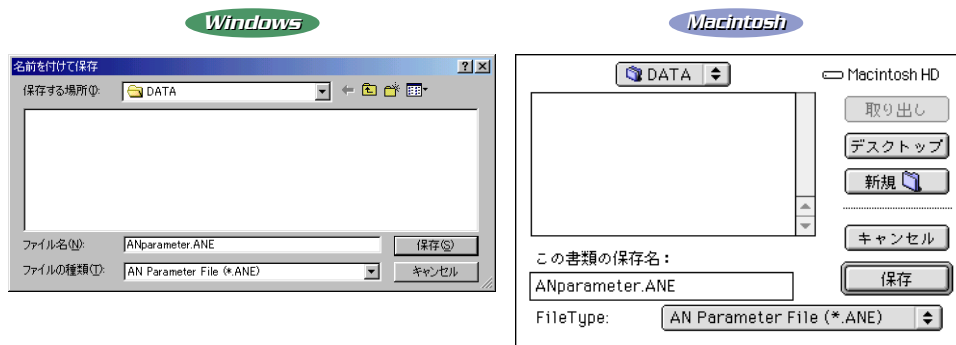 Windows
名前を付けて保存
保存する場所(I):
DATA
ファイル名(N):
ANparameter.ANE
保存(S)
ファイルの種類(T):
AN Parameter File (*.ANE)
キャンセル
Macintosh
DATA
Macintosh HD
取り出し
デスクトップ
新規
キャンセル
この書類の保存名：
保存
ANparameter.ANE
FileType:
AN Parameter File (*.ANE)